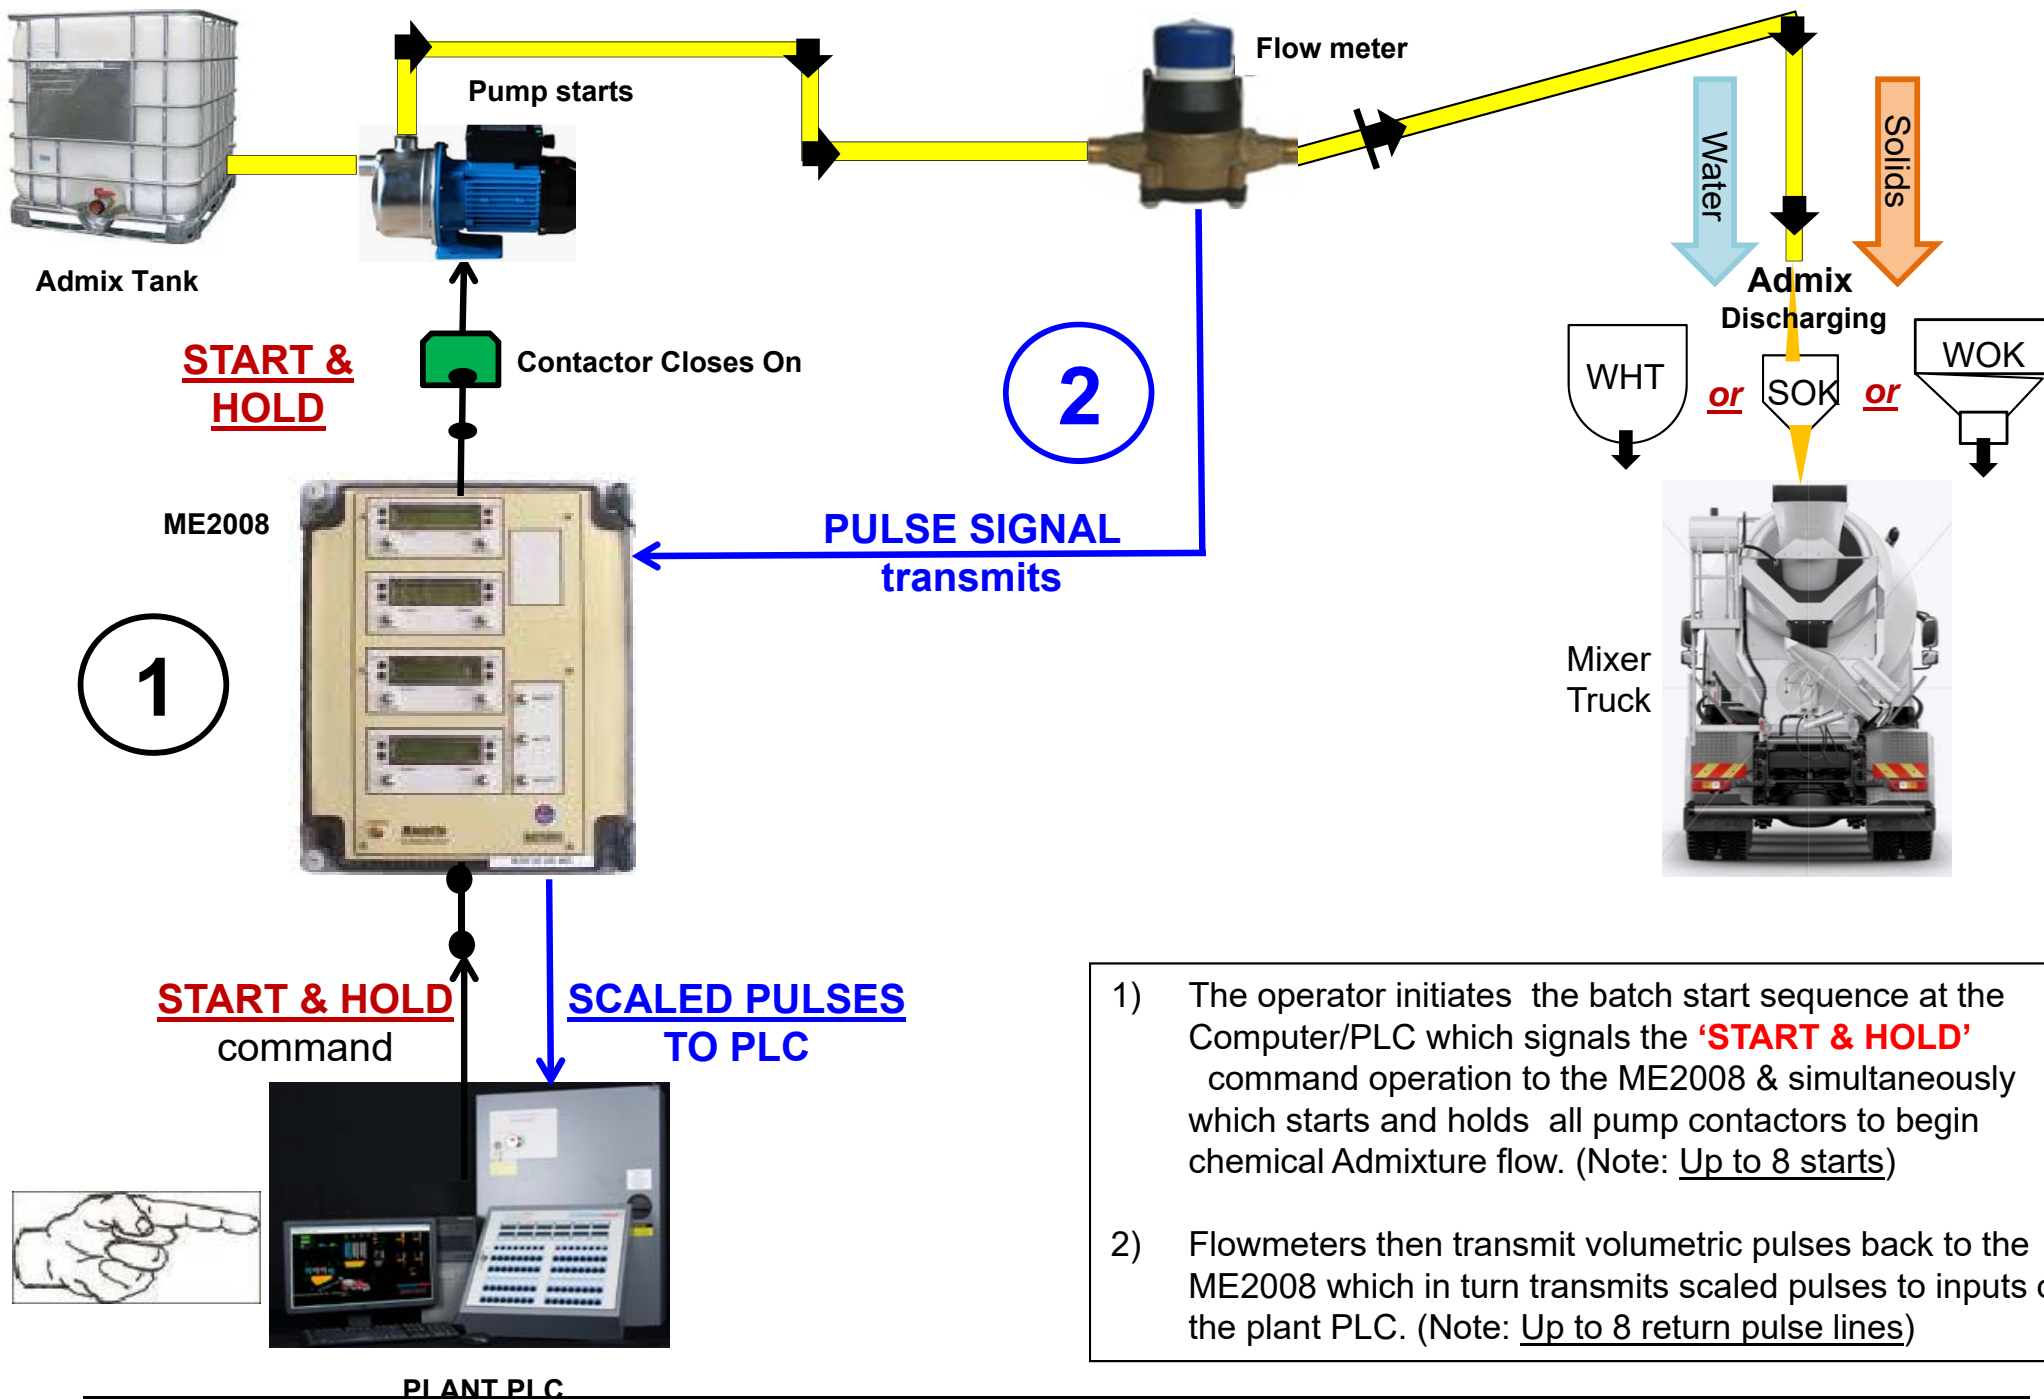 Flow meter
Pump starts
Water
Solids
Admix Tank
Admix
Discharging
START &
HOLD
Contactor Closes On
2
WHT
or
SOK
or
WOK
ME2008
PULSE SIGNAL
transmits
1
Mixer
Truck
START & HOLD
command
SCALED PULSES
TO PLC
1) The operator initiates the batch start sequence at the
Computer/PLC which signals the ‘START & HOLD’
command operation to the ME2008 & simultaneously
which starts and holds all pump contactors to begin
chemical Admixture flow. (Note: Up to 8 starts)
2) Flowmeters then transmit volumetric pulses back to the
ME2008 which in turn transmits scaled pulses to inputs
the plant PLC. (Note: Up to 8 return pulse lines)
PLANT PLC